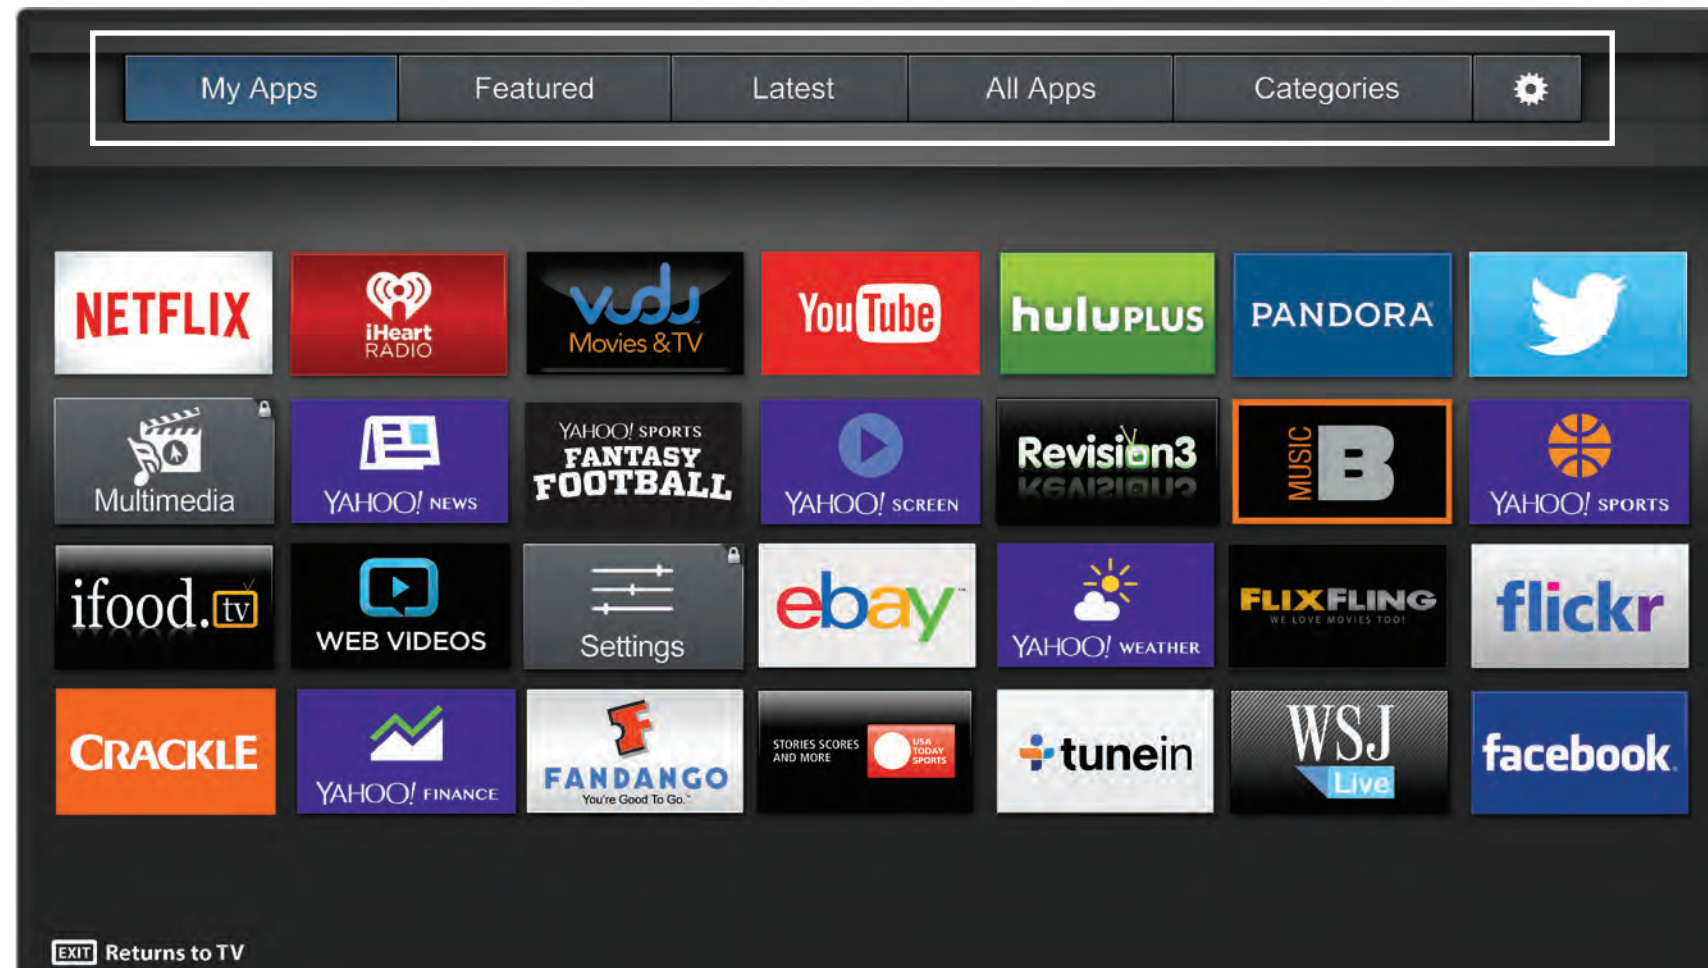 My Apps Featured Latest All Apps Categories
NETFLIX
iHeart
RADIO
vudu
Movies & TV
YouTube
huluPLUS
PANDORA
Multimedia
YAHOO! NEWS
YAHOO! SPORTS
FANTASY
FOOTBALL
YAHOO! SCREEN
Revision3
MUSIC B
YAHOO! SPORTS
ifood.tv
WEB VIDEOS
Settings
ebay™
YAHOO! WEATHER
FLIXFLING
WE LOVE MOVIES TOO!
flickr
CRACKLE
YAHOO! FINANCE
FANDANGO
You're Good To Go.™
STORIES SCORES
AND MORE
USA
TODAY
SPORTS
tunein
WSJ
Live
facebook
EXIT Returns to TV